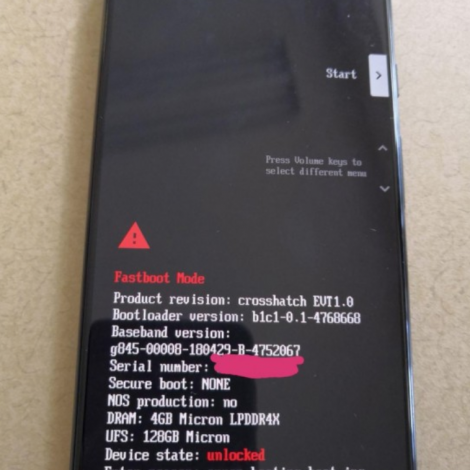 Start
Press Volume keys to
select different menu
Fastboot Mode
Product revision: crosshatch EVT1.0
Bootloader version: b1c1-0.1-4768668
Baseband version:
g845-00008-180429-B-4752067
Serial number:
Secure boot: NONE
NOS production: no
DRAM: 4GB Micron LPDDR4X
UFS: 128GB Micron
Device state: unlocked